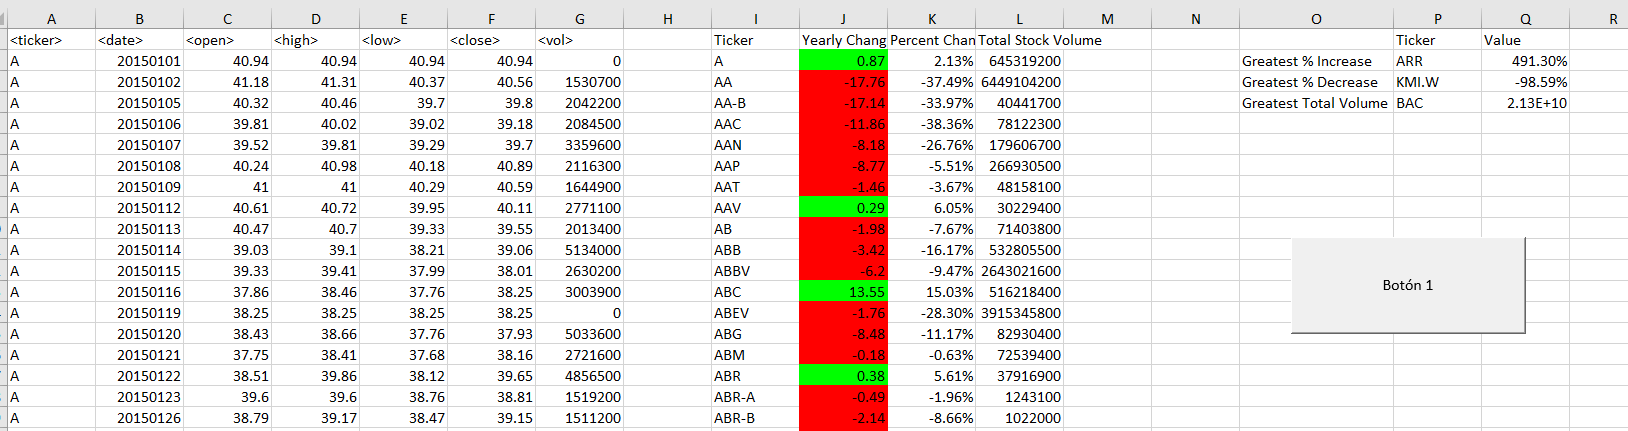 A B C D E F G H I J K L M N O P Q R
<ticker> <date> <open> <high> <low> <close> <vol> Ticker Yearly Chang Percent Chan Total Stock Volume Ticker Value
A 20150101 40.94 40.94 40.94 40.94 0 A 0.87 2.13% 645319200 Greatest % Increase ARR 491.30%
A 20150102 41.18 41.31 40.37 40.56 1530700 AA -17.76 -37.49% 6449104200 Greatest % Decrease KMI.W -98.59%
A 20150105 40.32 40.46 39.7 39.8 2042200 AA-B -17.14 -33.97% 40441700 Greatest Total Volume BAC 2.13E+10
A 20150106 39.81 40.02 39.02 39.18 2084500 AAC -11.86 -38.36% 78122300
A 20150107 39.52 39.81 39.29 39.7 3359600 AAN -8.18 -26.76% 179606700
A 20150108 40.24 40.98 40.18 40.89 2116300 AAP -8.77 -5.51% 266930500
A 20150109 41 41 40.29 40.59 1644900 AAT -1.46 -3.67% 48158100
A 20150112 40.61 40.72 39.95 40.11 2771100 AAV 0.29 6.05% 30229400
A 20150113 40.47 40.7 39.33 39.55 2013400 AB -1.98 -7.67% 71403800
A 20150114 39.03 39.1 38.21 39.06 5134000 ABB -3.42 -16.17% 532805500
A 20150115 39.33 39.41 37.99 38.01 2630200 ABBV -6.2 -9.47% 2643021600
A 20150116 37.86 38.46 37.76 38.25 3003900 ABC 13.55 15.03% 516218400
Botón 1
A 20150119 38.25 38.25 38.25 38.25 0 ABEV -1.76 -28.30% 3915345800
A 20150120 38.43 38.66 37.76 37.93 5033600 ABG -8.48 -11.17% 82930400
A 20150121 37.75 38.41 37.68 38.16 2721600 ABM -0.18 -0.63% 72539400
A 20150122 38.51 39.86 38.12 39.65 4856500 ABR 0.38 5.61% 37916900
A 20150123 39.6 39.6 38.76 38.81 1519200 ABR-A -0.49 -1.96% 1243100
A 20150126 38.79 39.17 38.47 39.15 1511200 ABR-B -2.14 -8.66% 1022000